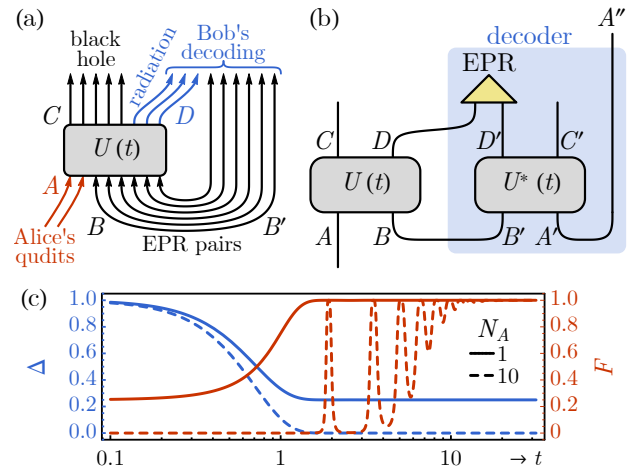 (a)
black
hole
radiation
Bob's
decoding
C
D
U (t)
A
B
B′
Alice's
qudits
EPR pairs
(b)
A″
decoder
EPR
C
D
D′
C′
U (t)
U* (t)
A
B
B′
A′
(c)
1.0
0.8
0.6
0.4
0.2
0.0
Δ
1.0
0.8
0.6
0.4
0.2
0
F
N_A
1
10
0.1
1
10
→ t